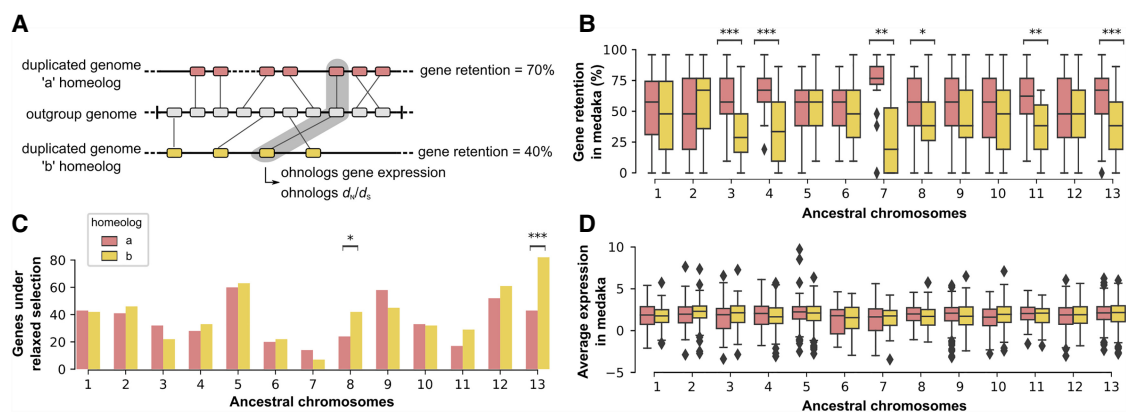 A
duplicated genome
'a' homeolog
gene retention = 70%
outgroup genome
duplicated genome
'b' homeolog
gene retention = 40%
ohnologs gene expression
ohnologs dN/dS
B
Gene retention
in medaka (%)
100
75
50
25
0
*** *** ** * ** ***
1 2 3 4 5 6 7 8 9 10 11 12 13
Ancestral chromosomes
C
homeolog
a
b
Genes under
relaxed selection
80
60
40
20
0
* ***
1 2 3 4 5 6 7 8 9 10 11 12 13
Ancestral chromosomes
D
Average expression
in medaka
10
5
0
−5
1 2 3 4 5 6 7 8 9 10 11 12 13
Ancestral chromosomes